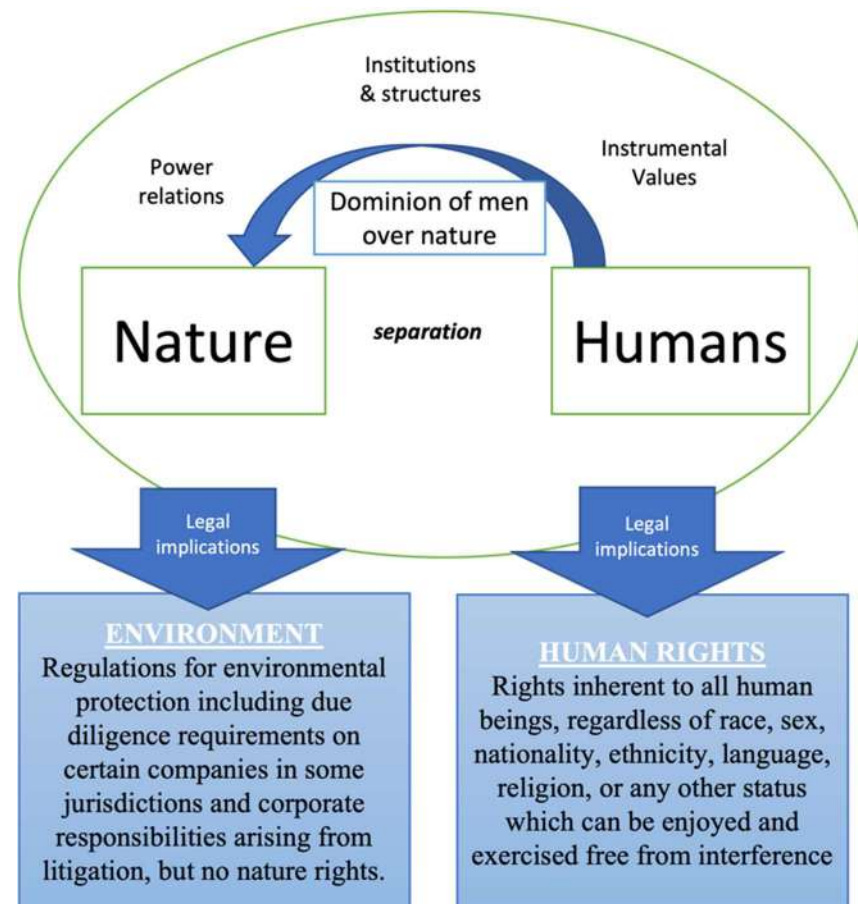 Institutions
& structures
Power
relations
Instrumental
Values
Dominion of men
over nature
Nature
separation
Humans
Legal
implications
Legal
implications
ENVIRONMENT
Regulations for environmental
protection including due
diligence requirements on
certain companies in some
jurisdictions and corporate
responsibilities arising from
litigation, but no nature rights.
HUMAN RIGHTS
Rights inherent to all human
beings, regardless of race, sex,
nationality, ethnicity, language,
religion, or any other status
which can be enjoyed and
exercised free from interference